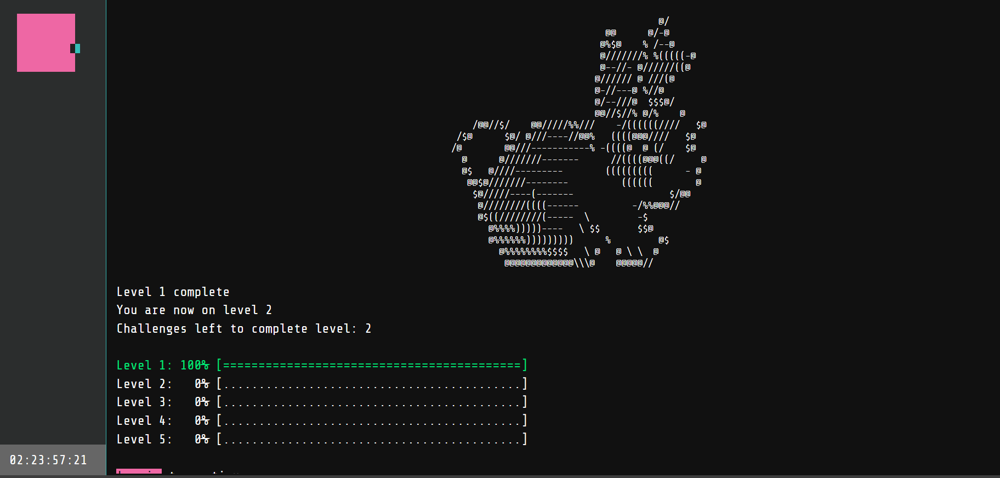 Level 1 complete
You are now on level 2
Challenges left to complete level: 2
Level 1: 100% [==========================================]
Level 2: 0% [..........................................]
Level 3: 0% [..........................................]
Level 4: 0% [..........................................]
Level 5: 0% [..........................................]
02:23:57:21